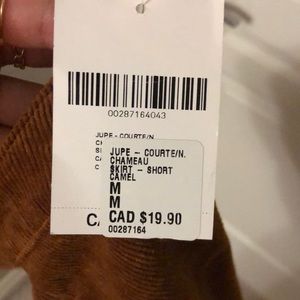 00287164043
JUPE - COURTE/N.
JUPE - COURTE/N.
CHAMEAU
SKIRT - SHORT
CAMEL
M
M
CAD $19.90
00287164